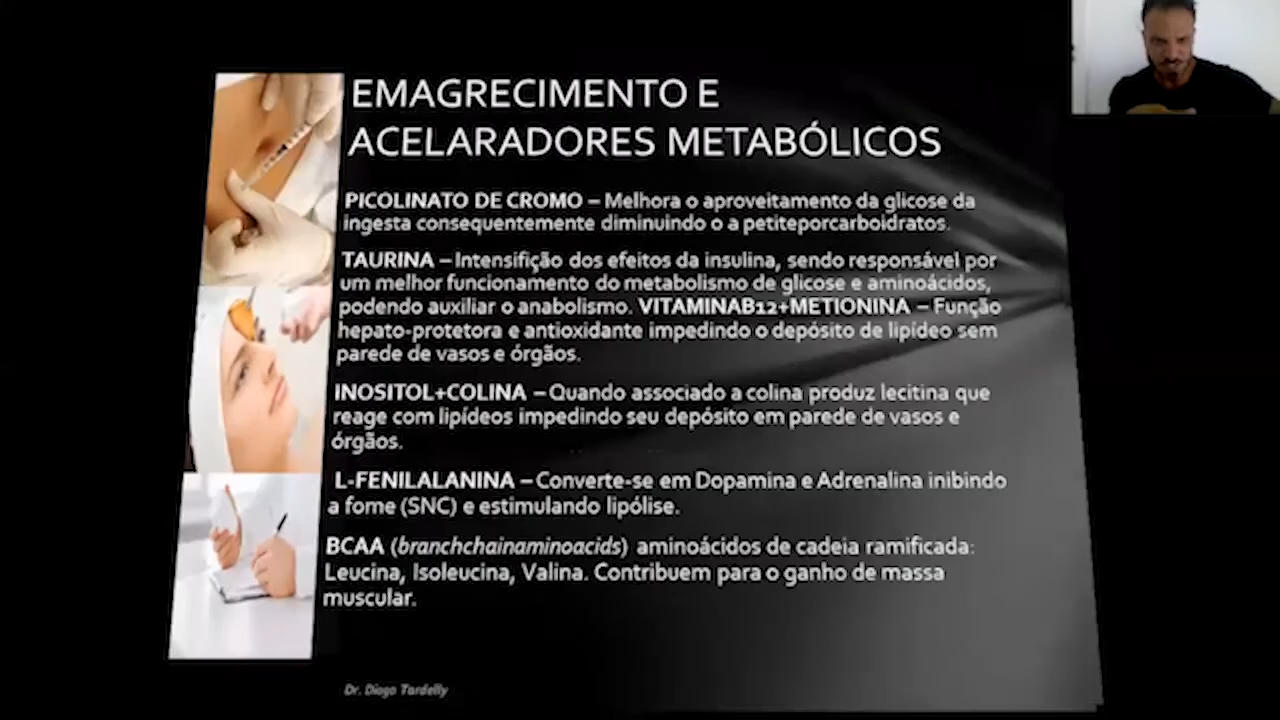 EMAGRECIMENTO E
ACELARADORES METABÓLICOS
PICOLINATO DE CROMO – Melhora o aproveitamento da glicose da
ingesta consequentemente diminuindo o a petiteporcarboidratos.
TAURINA – Intensifição dos efeitos da insulina, sendo responsável por
um melhor funcionamento do metabolismo de glicose e aminoácidos,
podendo auxiliar o anabolismo. VITAMINAB12+METIONINA – Função
hepato-protetora e antioxidante impedindo o depósito de lipídeo sem
parede de vasos e órgãos.
INOSITOL+COLINA – Quando associado a colina produz lecitina que
reage com lipídeos impedindo seu depósito em parede de vasos e
órgãos.
L-FENILALANINA – Converte-se em Dopamina e Adrenalina inibindo
a fome (SNC) e estimulando lipólise.
BCAA (branchchainaminoacids) aminoácidos de cadeia ramificada:
Leucina, Isoleucina, Valina. Contribuem para o ganho de massa
muscular.
Dr. Diogo Tardelly